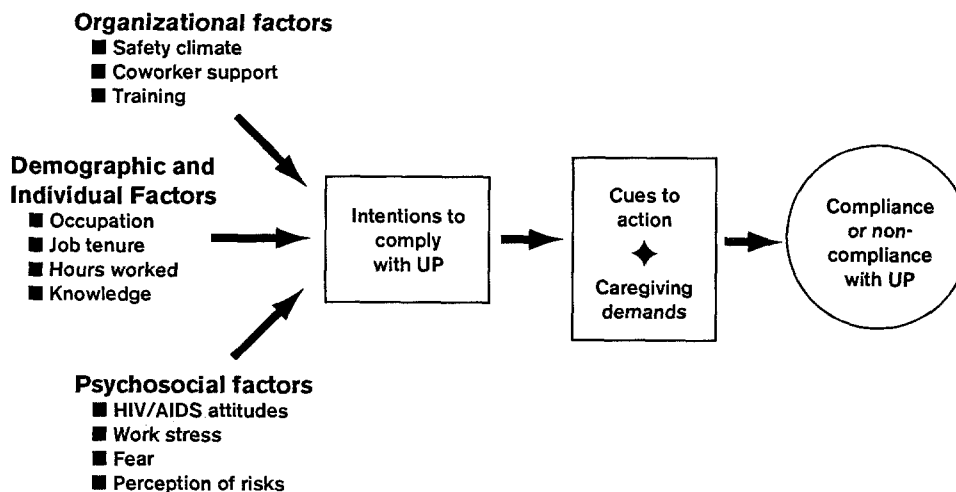 Organizational factors
■ Safety climate
■ Coworker support
■ Training
Demographic and
Individual Factors
■ Occupation
■ Job tenure
■ Hours worked
■ Knowledge
Psychosocial factors
■ HIV/AIDS attitudes
■ Work stress
■ Fear
■ Perception of risks
Intentions to
comply
with UP
Cues to
action
Caregiving
demands
Compliance
or non-
compliance
with UP